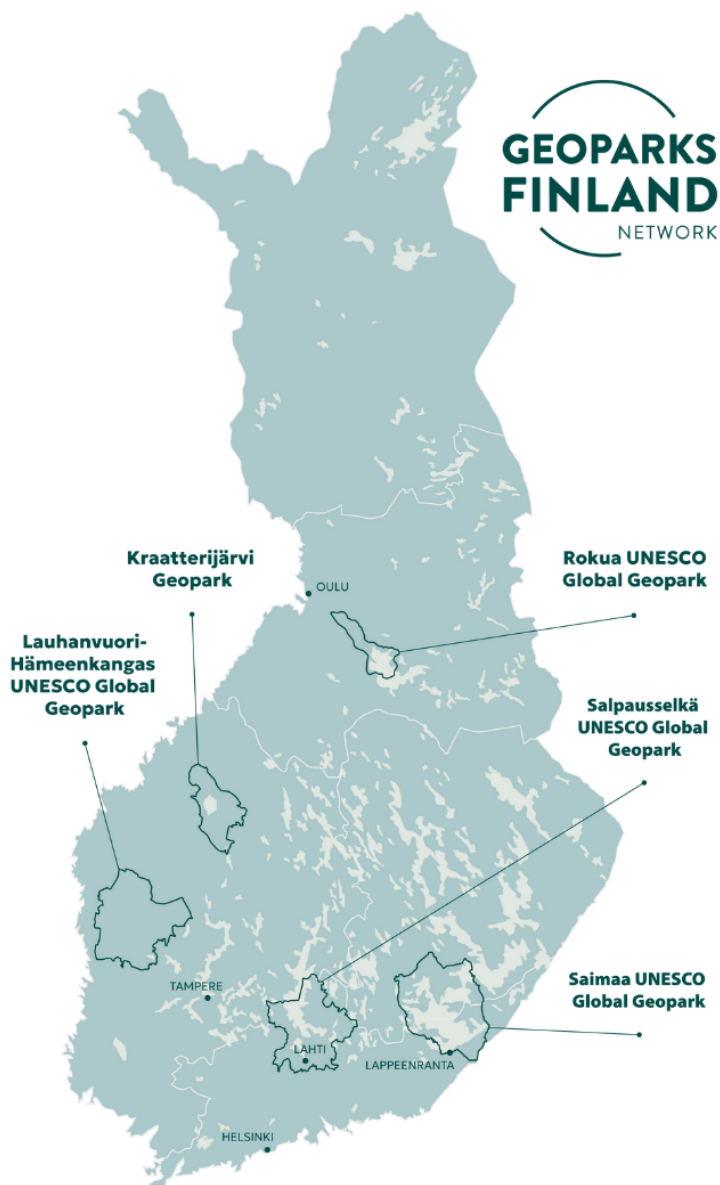 GEOPARKS
FINLAND
NETWORK
Kraatterijärvi
Geopark
OULU
Rokua UNESCO
Global Geopark
Lauhanvuori-
Hämeenkangas
UNESCO Global
Geopark
Salpausselkä
UNESCO Global
Geopark
TAMPERE
Saimaa UNESCO
Global Geopark
LAHTI
LAPPEENRANTA
HELSINKI